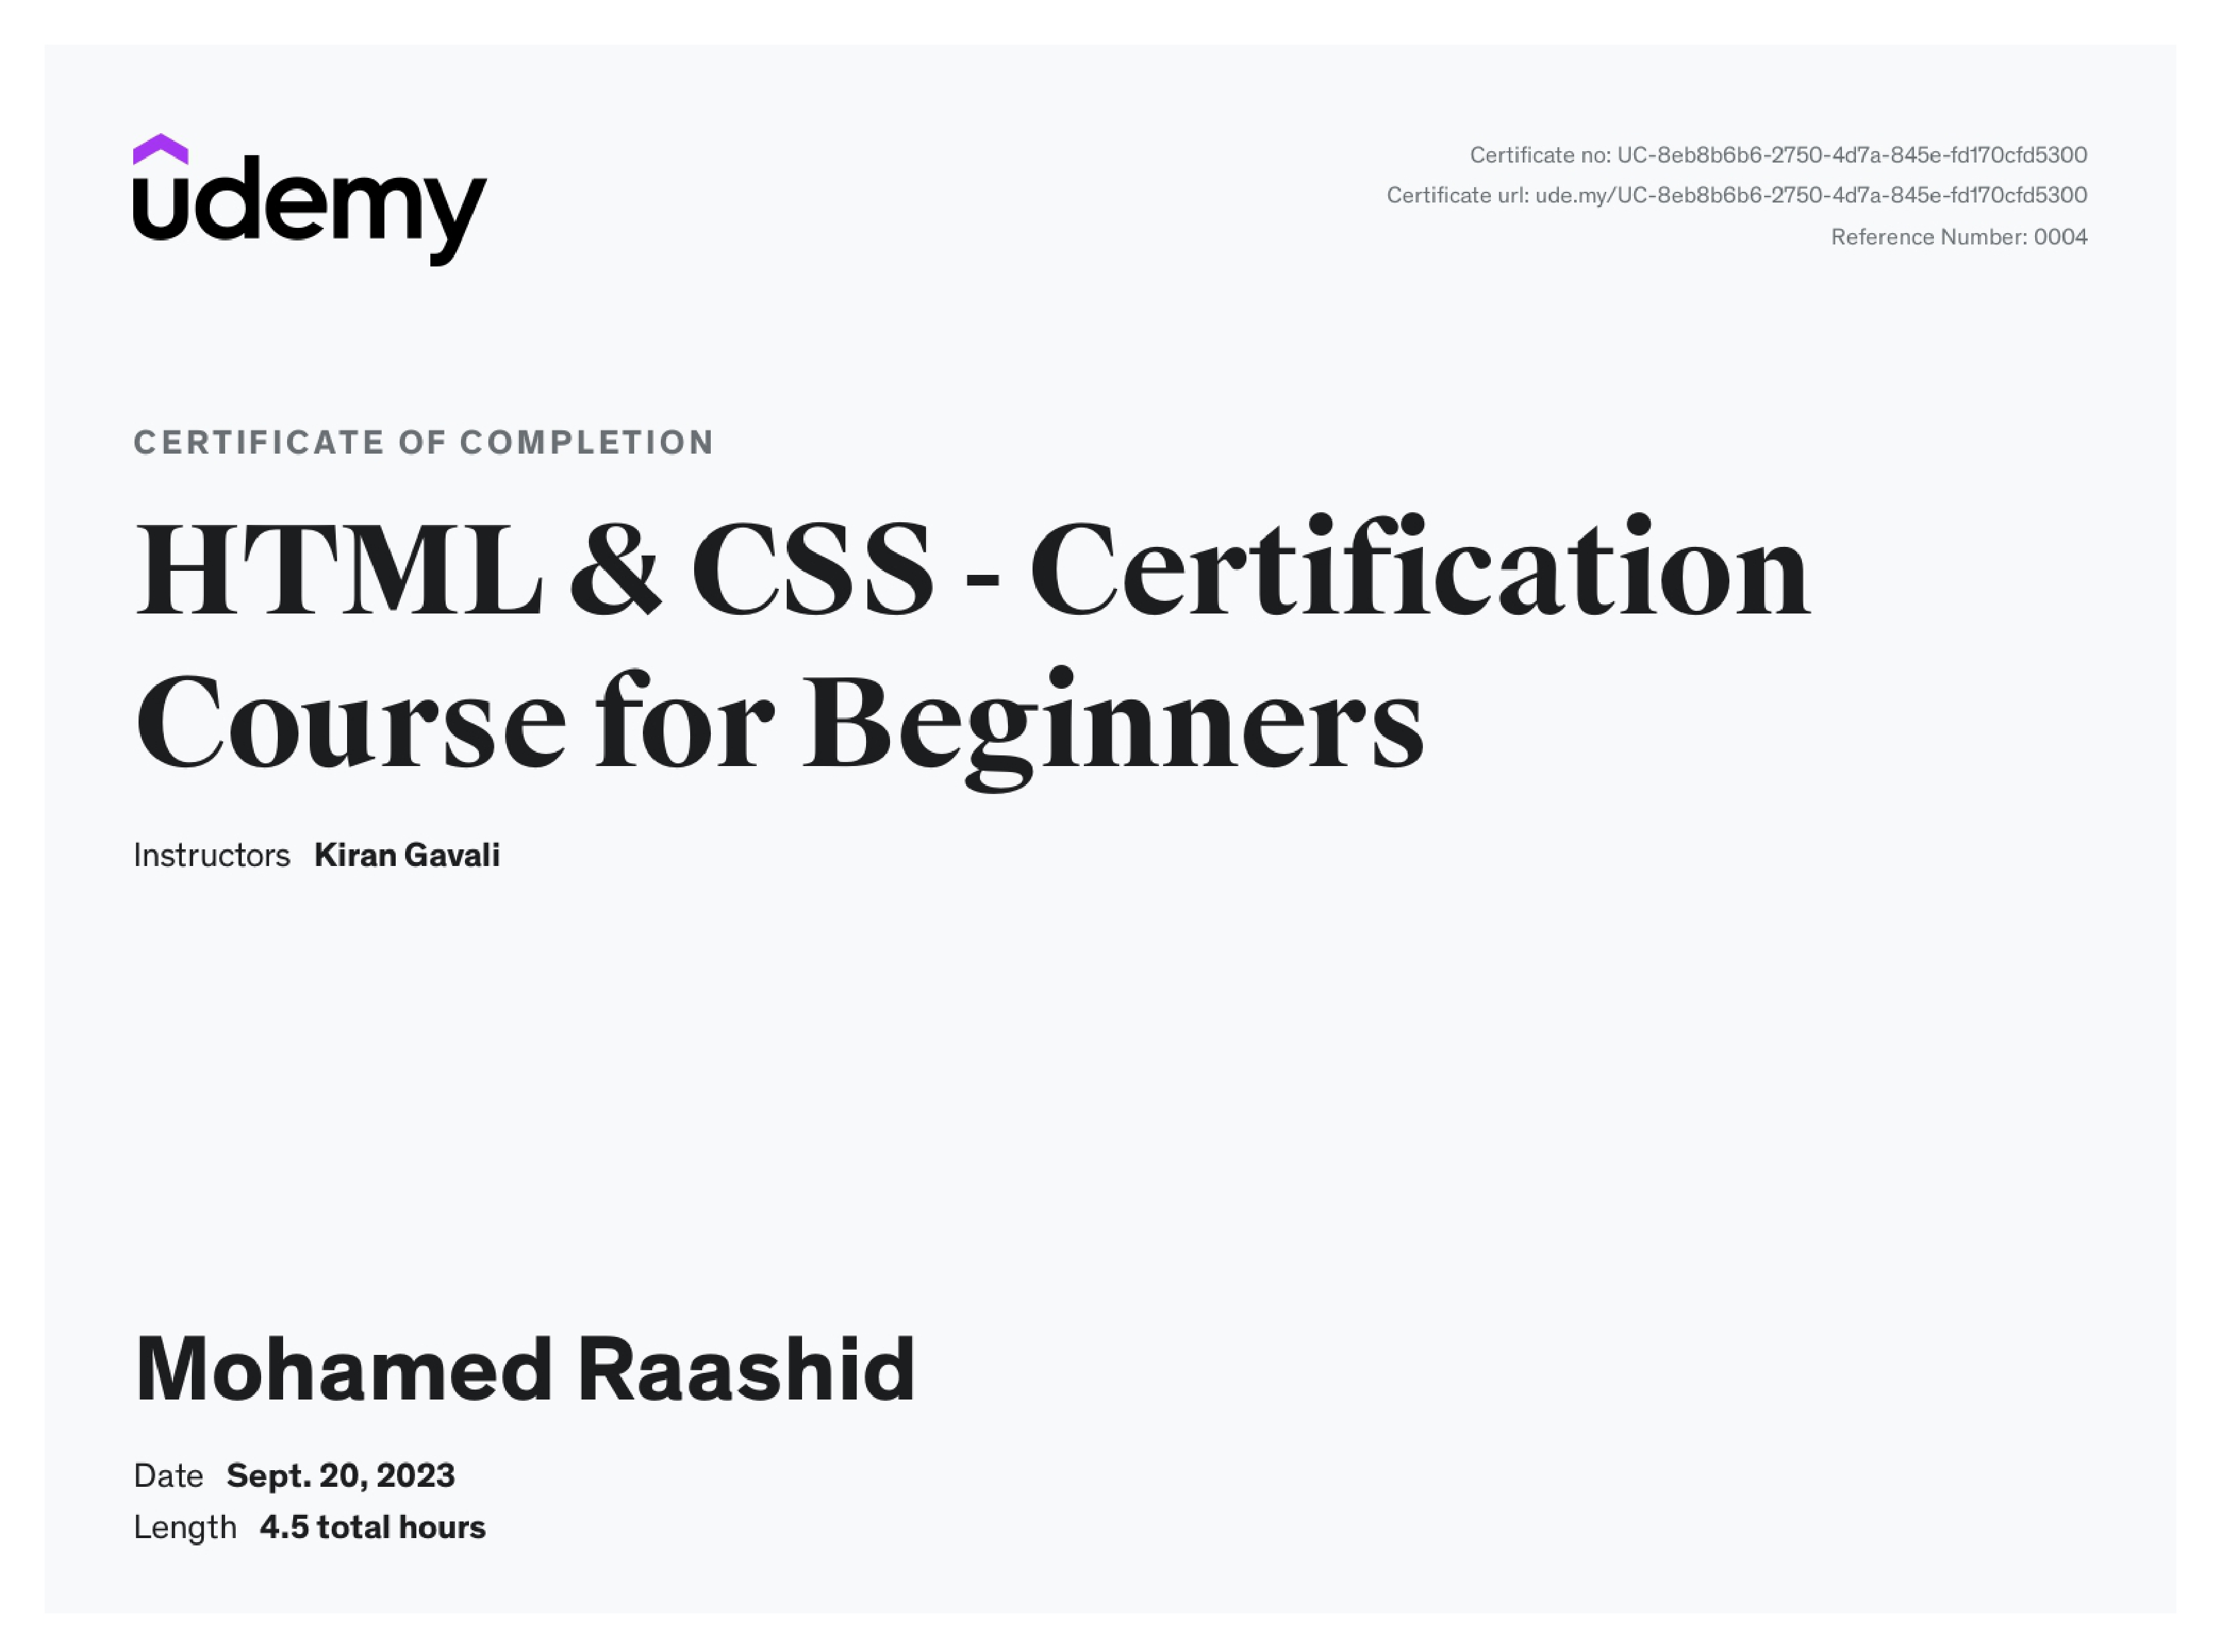 udemy
Certificate no: UC-8eb8b6b6-2750-4d7a-845e-fd170cfd5300
Certificate url: ude.my/UC-8eb8b6b6-2750-4d7a-845e-fd170cfd5300
Reference Number: 0004
CERTIFICATE OF COMPLETION
HTML & CSS - Certification
Course for Beginners
Instructors Kiran Gavali
Mohamed Raashid
Date Sept. 20, 2023
Length 4.5 total hours